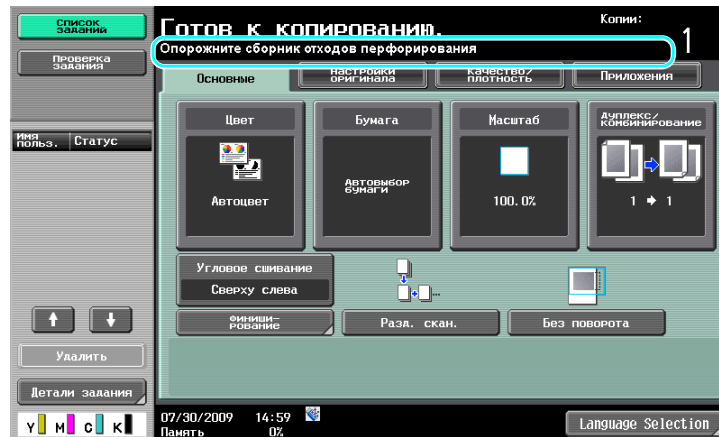 Список
заданий
Готов к копированию.
Копии:
1
Опорожните сборник отходов перфорирования
Проверка
задания
Основные
Настройки
оригинала
Качество/
плотность
Приложения
Имя
польз.
Статус
Цвет
Бумага
Масштаб
Дуплекс/
комбинирование
Автоцвет
Автовыбор
бумаги
100.0%
1 → 1
Угловое сшивание
Сверху слева
Финиши-
рование
Разд. скан.
Без поворота
Удалить
Детали задания
Y M C K
07/30/2009 14:59
Память 0%
Language Selection